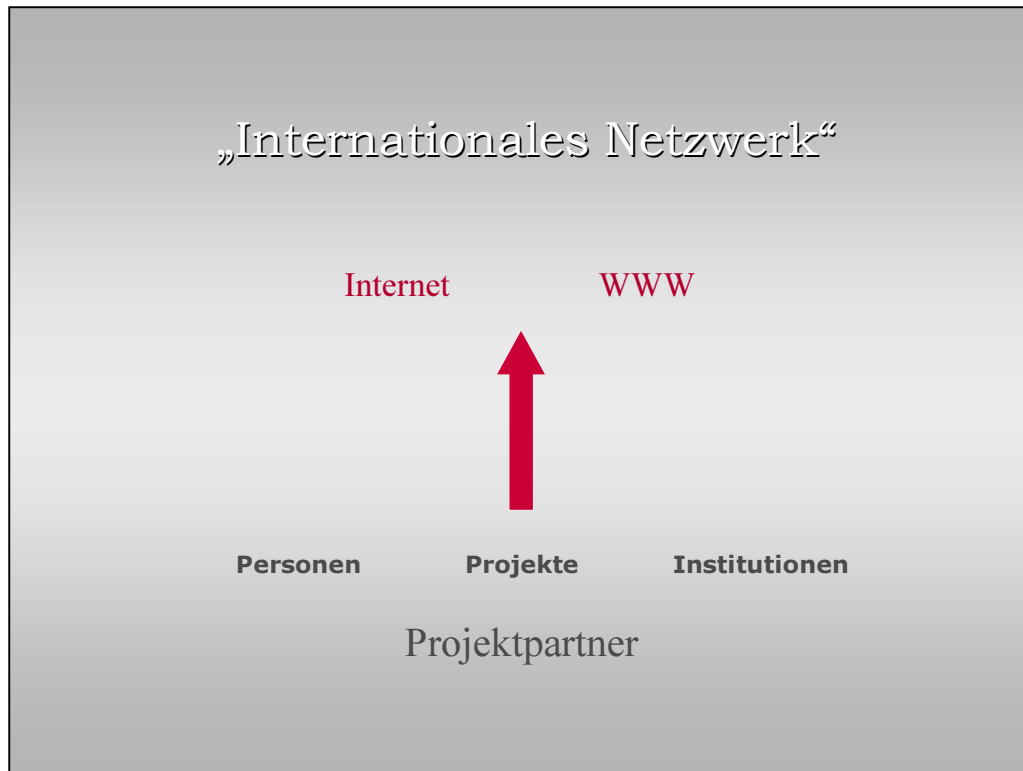 „Internationales Netzwerk“
Internet WWW
Personen Projekte Institutionen
Projektpartner